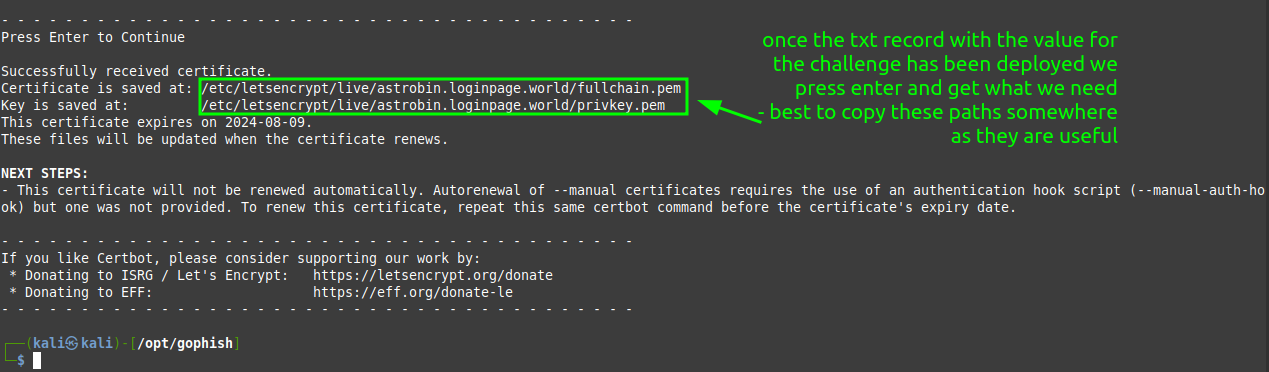 - - - - - - - - - - - - - - - - - - - - - - - - - - - - - - - - - - - - - - - -
Press Enter to Continue
Successfully received certificate.
Certificate is saved at: /etc/letsencrypt/live/astrobin.loginpage.world/fullchain.pem
Key is saved at: /etc/letsencrypt/live/astrobin.loginpage.world/privkey.pem
This certificate expires on 2024-08-09.
These files will be updated when the certificate renews.
once the txt record with the value for
the challenge has been deployed we
press enter and get what we need
- best to copy these paths somewhere
as they are useful
NEXT STEPS:
- This certificate will not be renewed automatically. Autorenewal of --manual certificates requires the use of an authentication hook script (--manual-auth-ho
ok) but one was not provided. To renew this certificate, repeat this same certbot command before the certificate's expiry date.
- - - - - - - - - - - - - - - - - - - - - - - - - - - - - - - - - - - - - - - -
If you like Certbot, please consider supporting our work by:
* Donating to ISRG / Let's Encrypt: https://letsencrypt.org/donate
* Donating to EFF: https://eff.org/donate-le
- - - - - - - - - - - - - - - - - - - - - - - - - - - - - - - - - - - - - - - -
┌──(kali㉿kali)-[/opt/gophish]
└─$